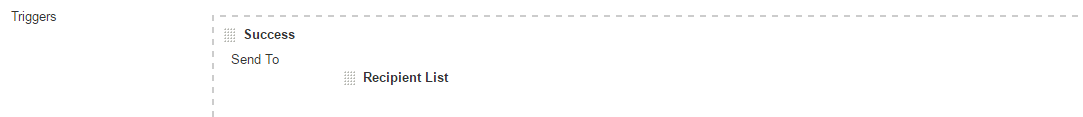 Triggers
Success
Send To
Recipient List